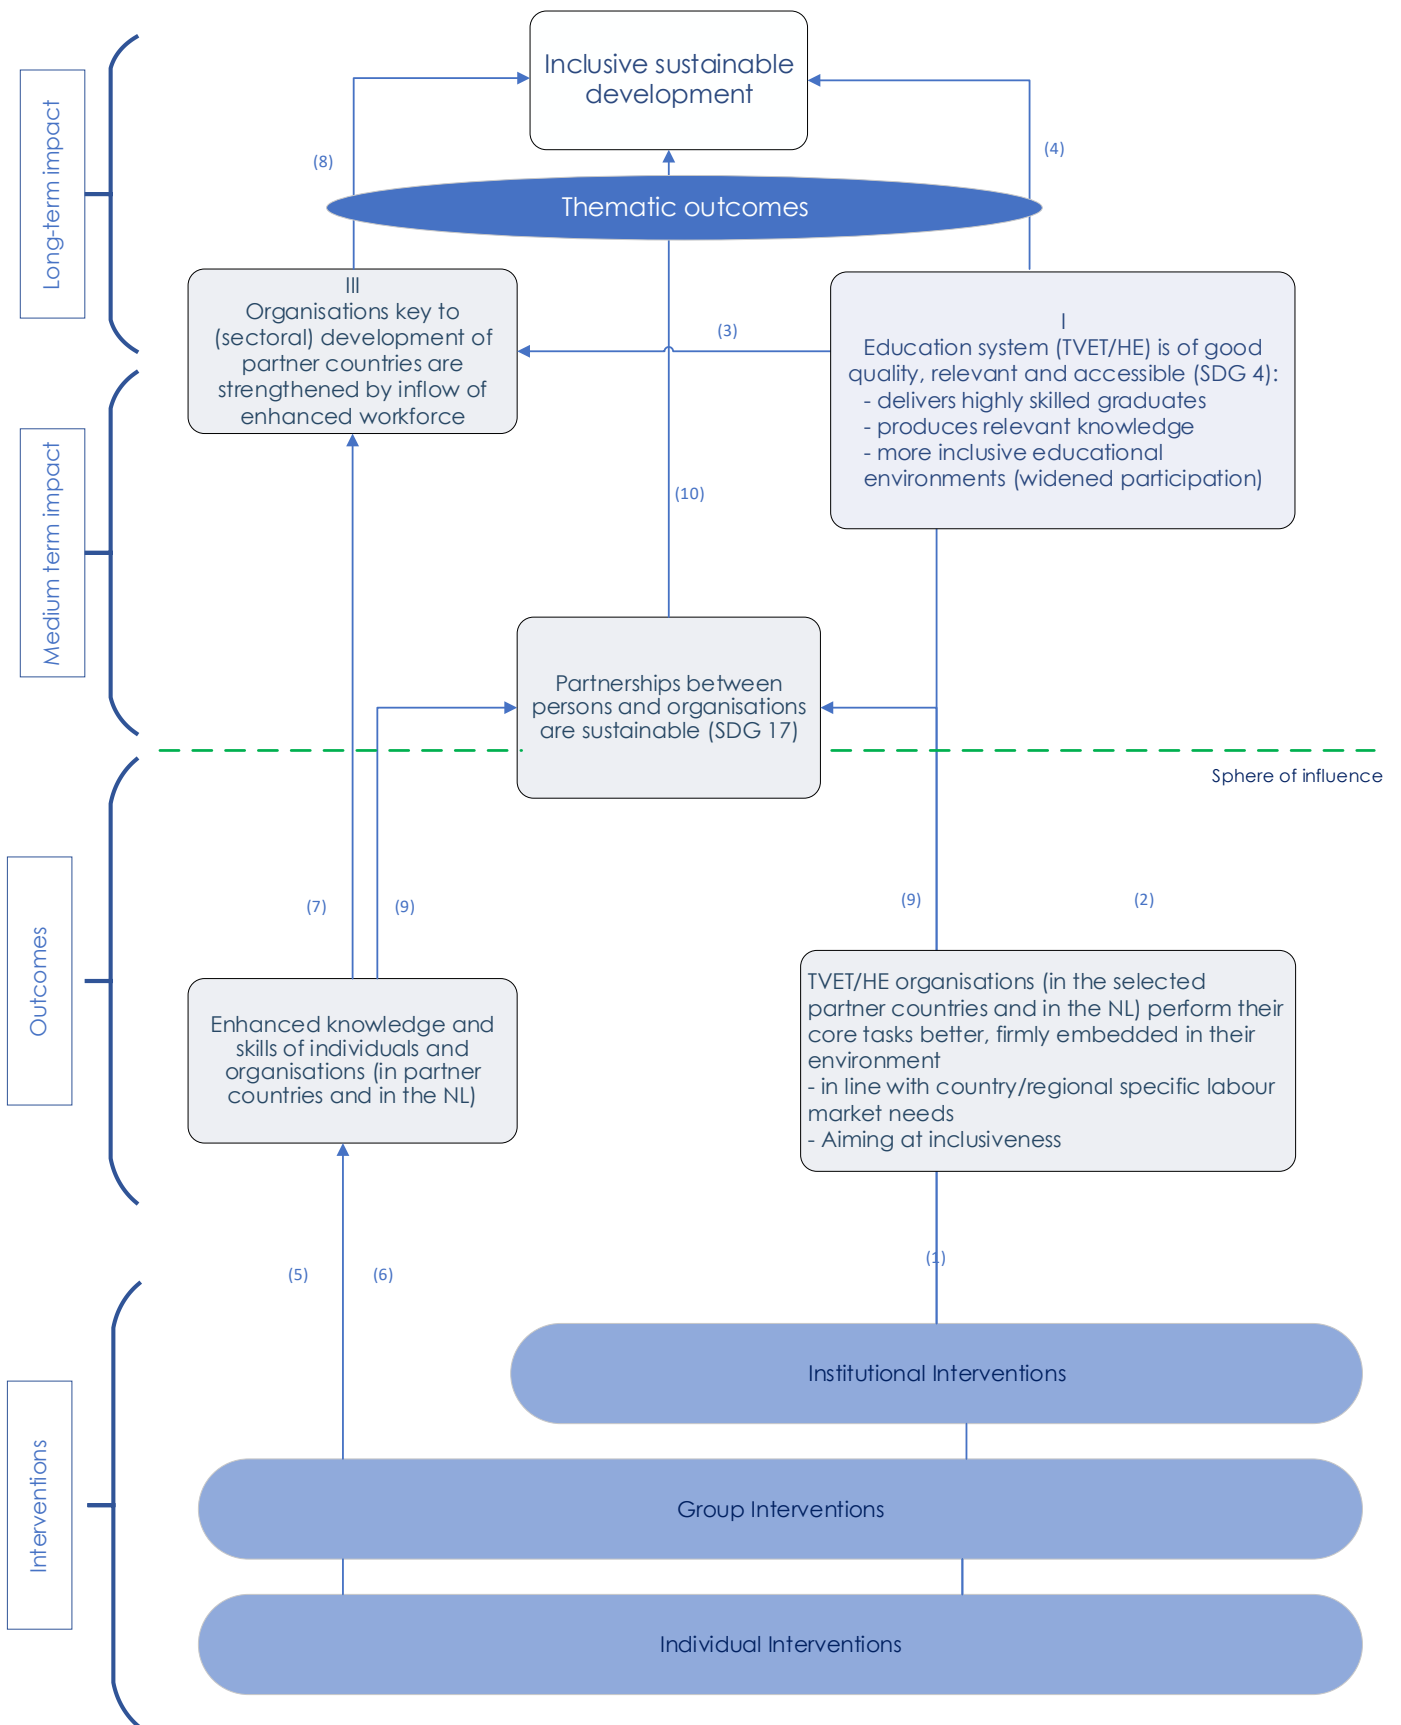 Inclusive sustainable
development
Long-term impact
(8)
(4)
Thematic outcomes
III
Organisations key to
(sectoral) development of
partner countries are
strengthened by inflow of
enhanced workforce
(3)
I
Education system (TVET/HE) is of good
quality, relevant and accessible (SDG 4):
- delivers highly skilled graduates
- produces relevant knowledge
- more inclusive educational
environments (widened participation)
Medium term impact
(10)
Partnerships between
persons and organisations
are sustainable (SDG 17)
Sphere of influence
Outcomes
(7)
(9)
(9)
(2)
Enhanced knowledge and
skills of individuals and
organisations (in partner
countries and in the NL)
TVET/HE organisations (in the selected
partner countries and in the NL) perform their
core tasks better, firmly embedded in their
environment
- in line with country/regional specific labour
market needs
- Aiming at inclusiveness
(5)
(6)
(1)
Interventions
Institutional Interventions
Group Interventions
Individual Interventions